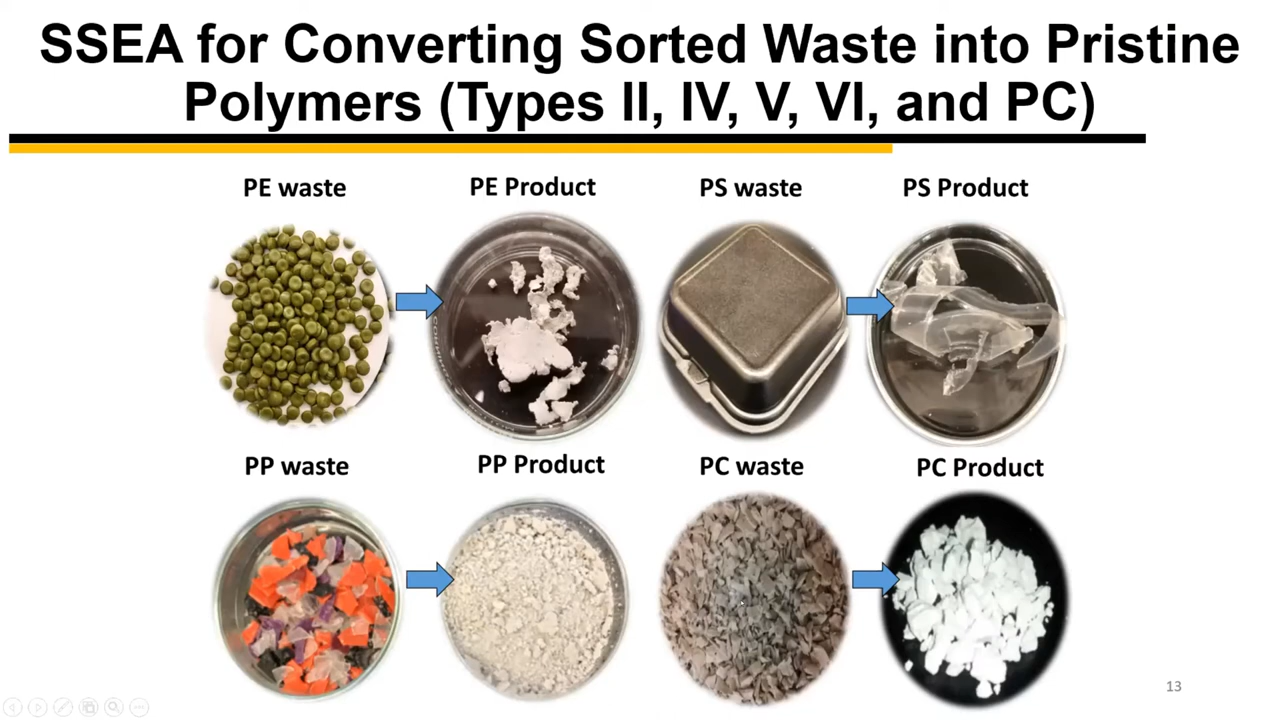 SSEA for Converting Sorted Waste into Pristine
Polymers (Types II, IV, V, VI, and PC)
PE waste
PE Product
PS waste
PS Product
PP waste
PP Product
PC waste
PC Product
13